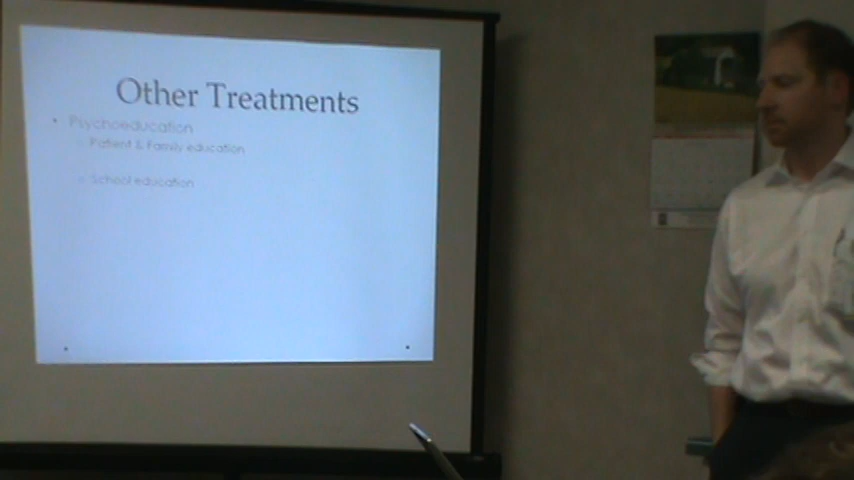 Other Treatments
• Psychoeducation
○ Patient & Family education
○ School education